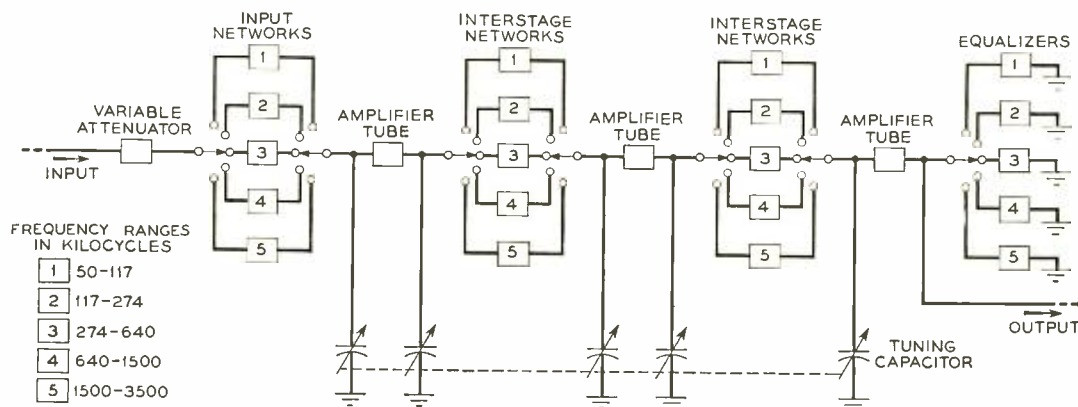 INPUT
NETWORKS
INTERSTAGE
NETWORKS
INTERSTAGE
NETWORKS
EQUALIZERS
1
1
1
1
2
2
2
2
VARIABLE
ATTENUATOR
AMPLIFIER
TUBE
AMPLIFIER
TUBE
AMPLIFIER
TUBE
3
3
3
3
INPUT
4
4
4
4
5
5
5
5
FREQUENCY RANGES
IN KILOCYCLES
1 50-117
2 117-274
3 274-640
4 640-1500
5 1500-3500
OUTPUT
TUNING
CAPACITOR